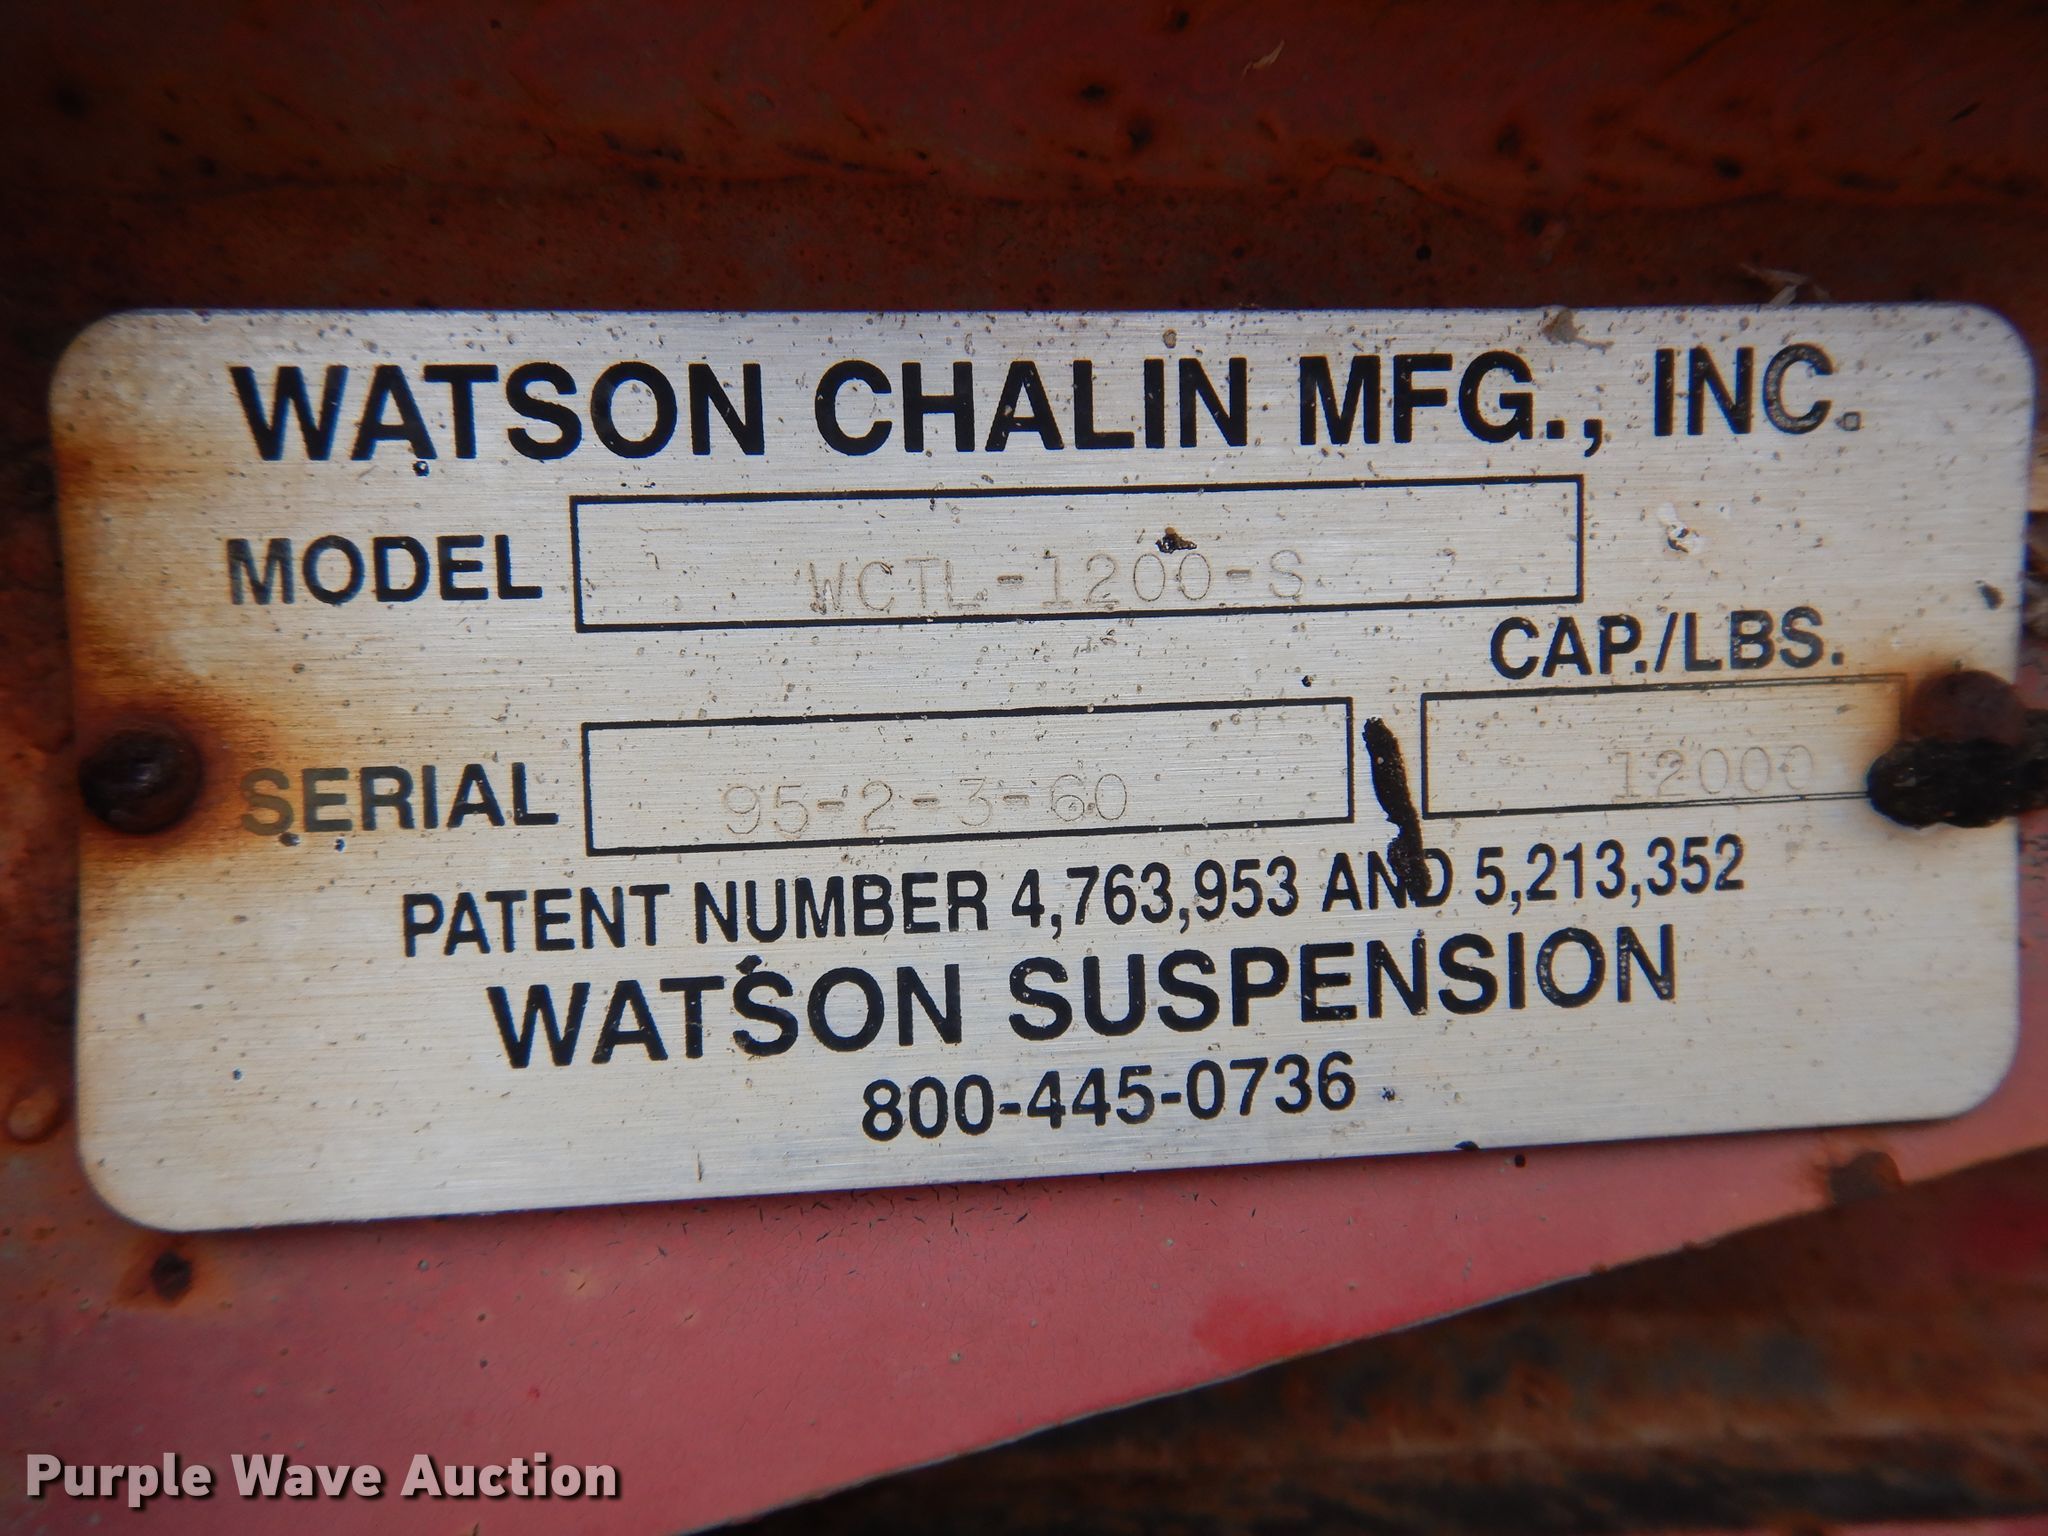 WATSON CHALIN MFG., INC.
MODEL WCTL-1200-S
CAP./LBS.
SERIAL 95-2-3-60 12000
PATENT NUMBER 4,763,953 AND 5,213,352
WATSON SUSPENSION
800-445-0736
Purple Wave Auction